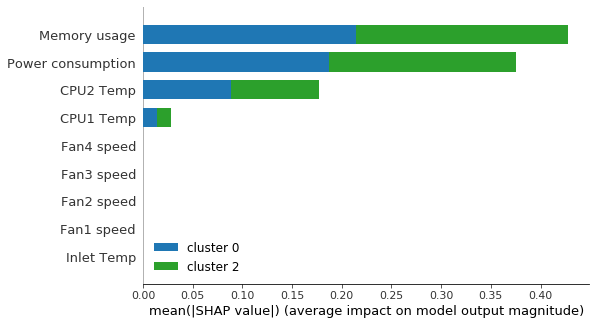 Memory usage
Power consumption
CPU2 Temp
CPU1 Temp
Fan4 speed
Fan3 speed
Fan2 speed
Fan1 speed
Inlet Temp
cluster 0
cluster 2
0.00 0.05 0.10 0.15 0.20 0.25 0.30 0.35 0.40
mean(|SHAP value|) (average impact on model output magnitude)